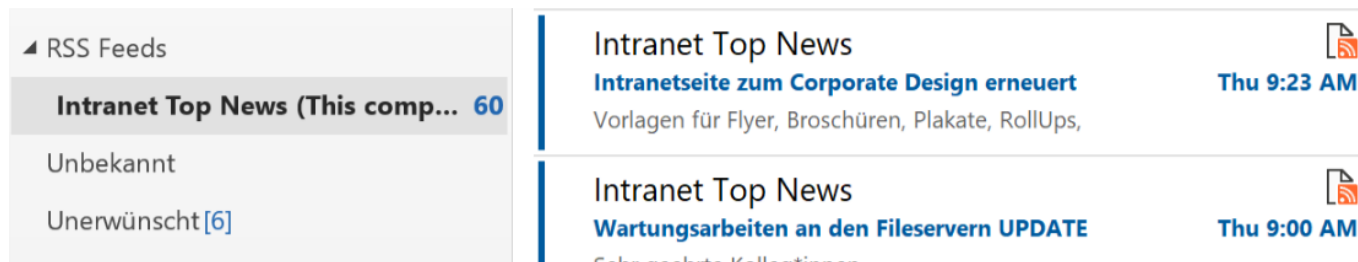 RSS Feeds
Intranet Top News (This comp... 60
Unbekannt
Unerwünscht [6]
Intranet Top News
Intranetseite zum Corporate Design erneuert Thu 9:23 AM
Vorlagen für Flyer, Broschüren, Plakate, RollUps,
Intranet Top News
Wartungsarbeiten an den Fileservern UPDATE Thu 9:00 AM